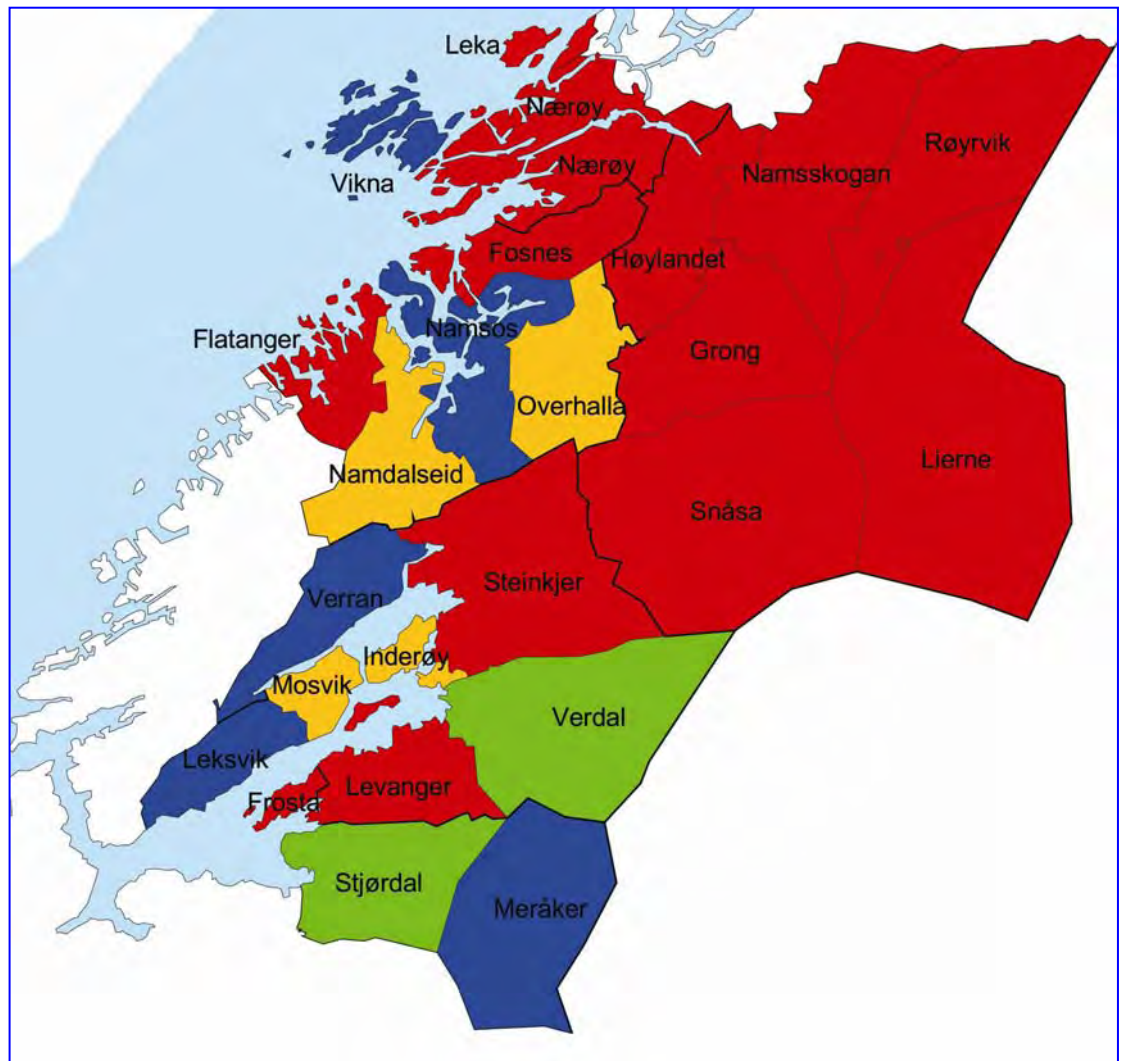 Leka
Nærøy
Nærøy
Røyrvik
Namsskogan
Vikna
Fosnes
Høylandet
Namsos
Flatanger
Grong
Overhalla
Lierne
Namdalseid
Snåsa
Steinkjer
Verran
Inderøy
Mosvik
Verdal
Leksvik
Levanger
Frosta
Stjørdal
Meråker